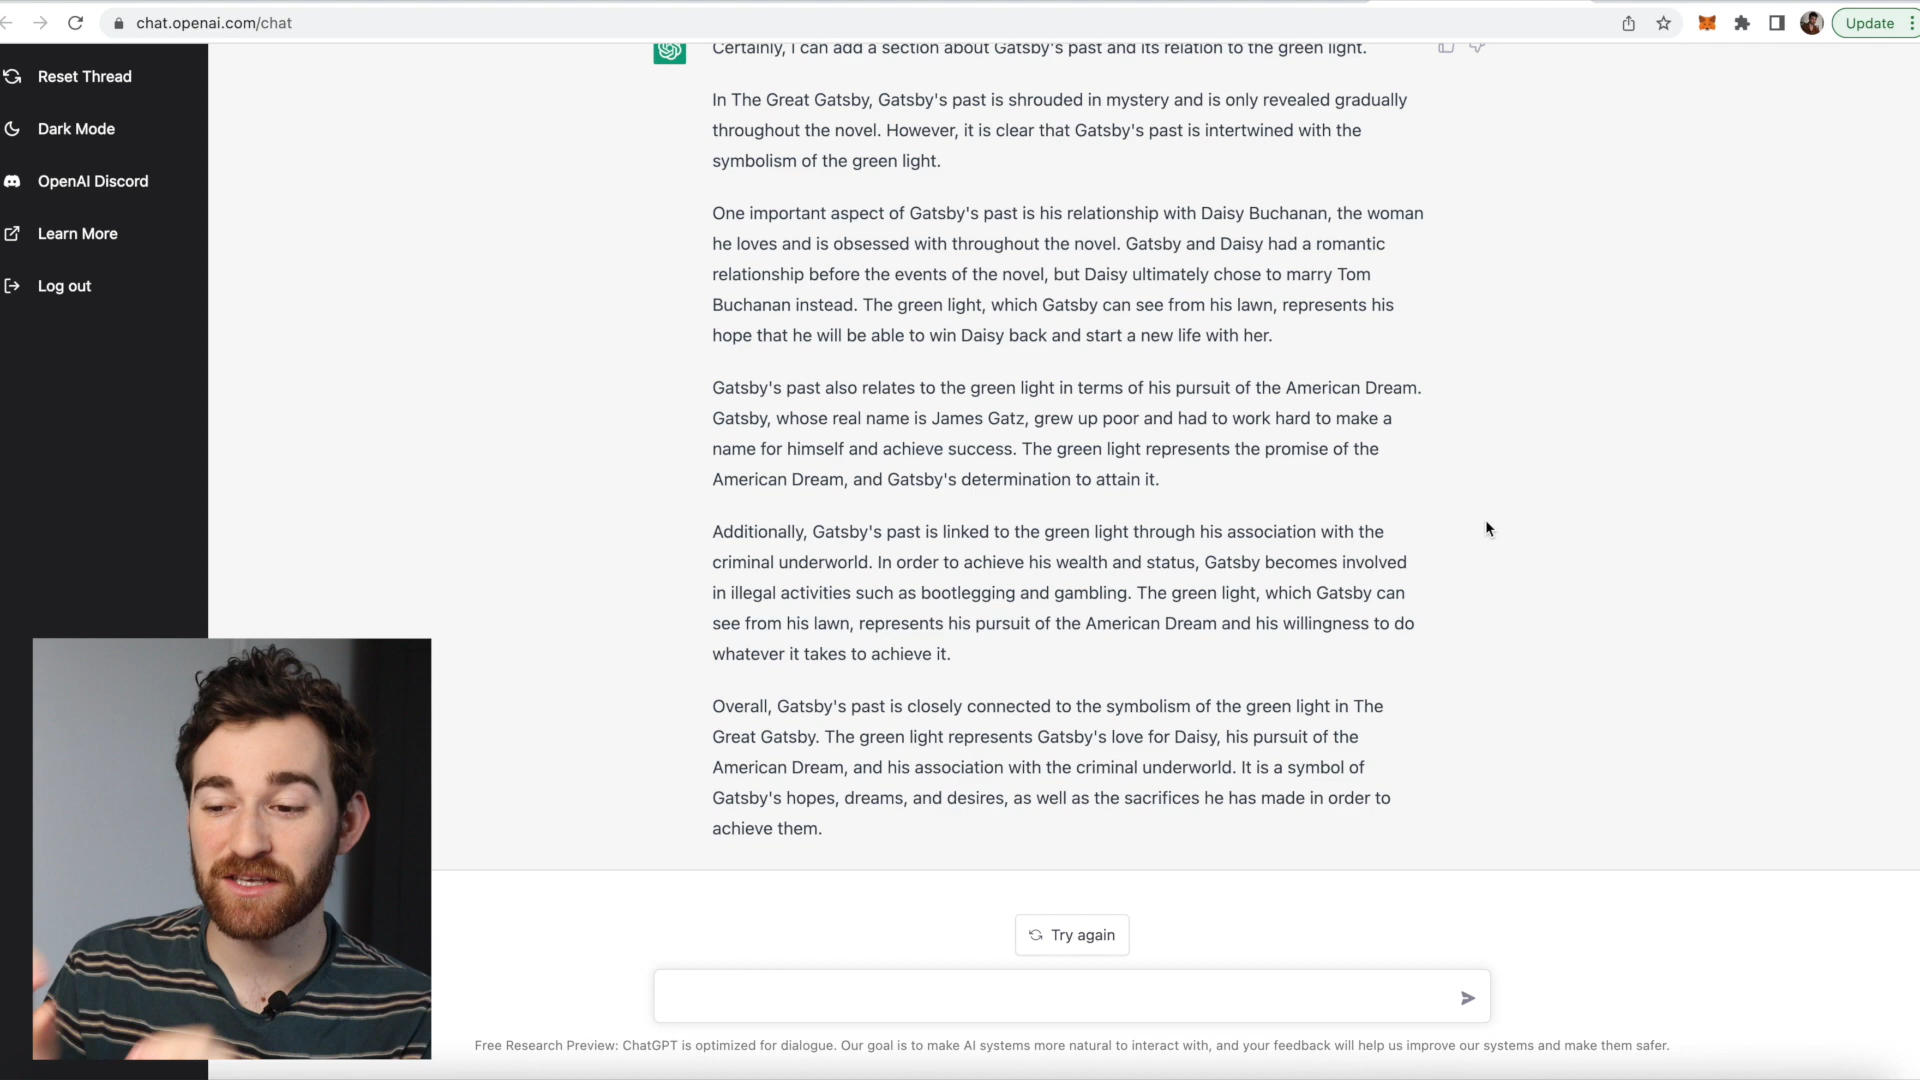 chat.openai.com/chat
Update
Reset Thread
Dark Mode
OpenAI Discord
Learn More
Log out
Certainly, I can add a section about Gatsby's past and its relation to the green light.
In The Great Gatsby, Gatsby's past is shrouded in mystery and is only revealed gradually
throughout the novel. However, it is clear that Gatsby's past is intertwined with the
symbolism of the green light.
One important aspect of Gatsby's past is his relationship with Daisy Buchanan, the woman
he loves and is obsessed with throughout the novel. Gatsby and Daisy had a romantic
relationship before the events of the novel, but Daisy ultimately chose to marry Tom
Buchanan instead. The green light, which Gatsby can see from his lawn, represents his
hope that he will be able to win Daisy back and start a new life with her.
Gatsby's past also relates to the green light in terms of his pursuit of the American Dream.
Gatsby, whose real name is James Gatz, grew up poor and had to work hard to make a
name for himself and achieve success. The green light represents the promise of the
American Dream, and Gatsby's determination to attain it.
Additionally, Gatsby's past is linked to the green light through his association with the
criminal underworld. In order to achieve his wealth and status, Gatsby becomes involved
in illegal activities such as bootlegging and gambling. The green light, which Gatsby can
see from his lawn, represents his pursuit of the American Dream and his willingness to do
whatever it takes to achieve it.
Overall, Gatsby's past is closely connected to the symbolism of the green light in The
Great Gatsby. The green light represents Gatsby's love for Daisy, his pursuit of the
American Dream, and his association with the criminal underworld. It is a symbol of
Gatsby's hopes, dreams, and desires, as well as the sacrifices he has made in order to
achieve them.
Try again
Free Research Preview: ChatGPT is optimized for dialogue. Our goal is to make AI systems more natural to interact with, and your feedback will help us improve our systems and make them safer.